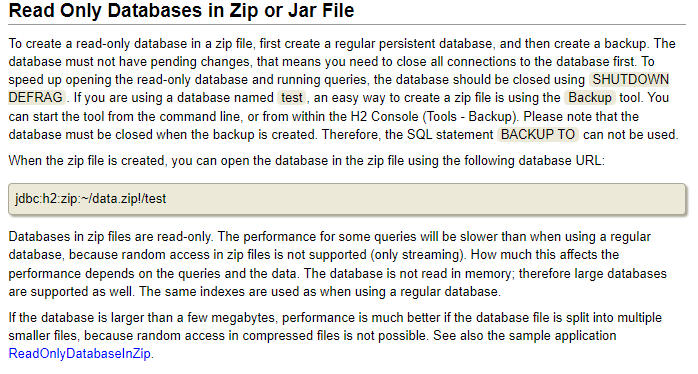 Read Only Databases in Zip or Jar File
To create a read-only database in a zip file, first create a regular persistent database, and then create a backup. The
database must not have pending changes, that means you need to close all connections to the database first. To
speed up opening the read-only database and running queries, the database should be closed using SHUTDOWN
DEFRAG. If you are using a database named test, an easy way to create a zip file is using the Backup tool. You
can start the tool from the command line, or from within the H2 Console (Tools - Backup). Please note that the
database must be closed when the backup is created. Therefore, the SQL statement BACKUP TO can not be used.
When the zip file is created, you can open the database in the zip file using the following database URL:
jdbc:h2:zip:~/data.zip!/test
Databases in zip files are read-only. The performance for some queries will be slower than when using a regular
database, because random access in zip files is not supported (only streaming). How much this affects the
performance depends on the queries and the data. The database is not read in memory; therefore large databases
are supported as well. The same indexes are used as when using a regular database.
If the database is larger than a few megabytes, performance is much better if the database file is split into multiple
smaller files, because random access in compressed files is not possible. See also the sample application
ReadOnlyDatabaseInZip.